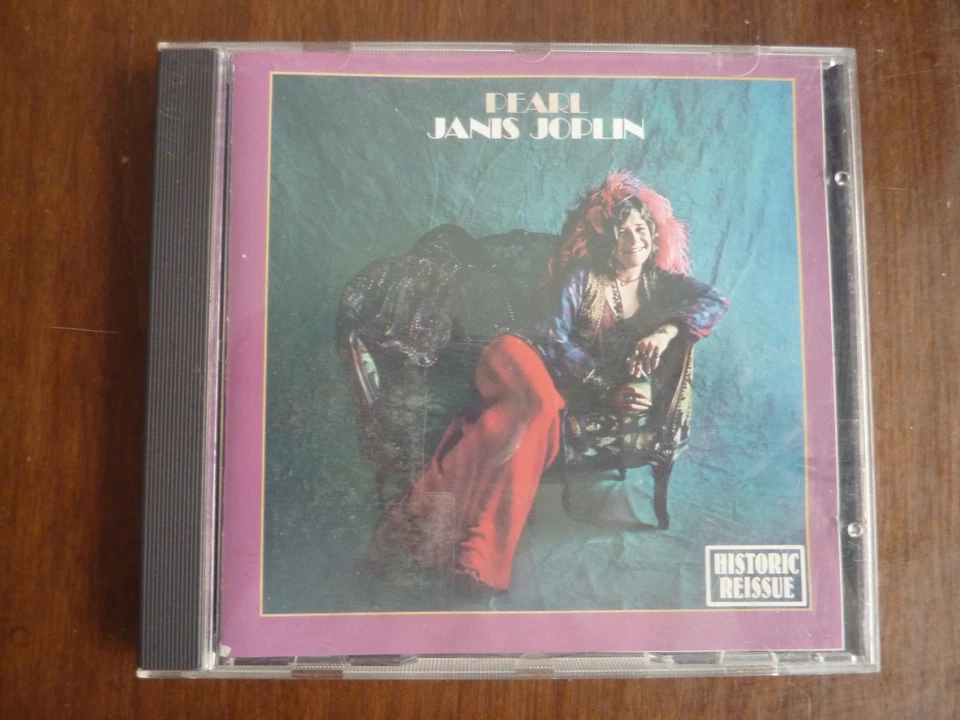 PEARL
JANIS JOPLIN
HISTORIC
REISSUE